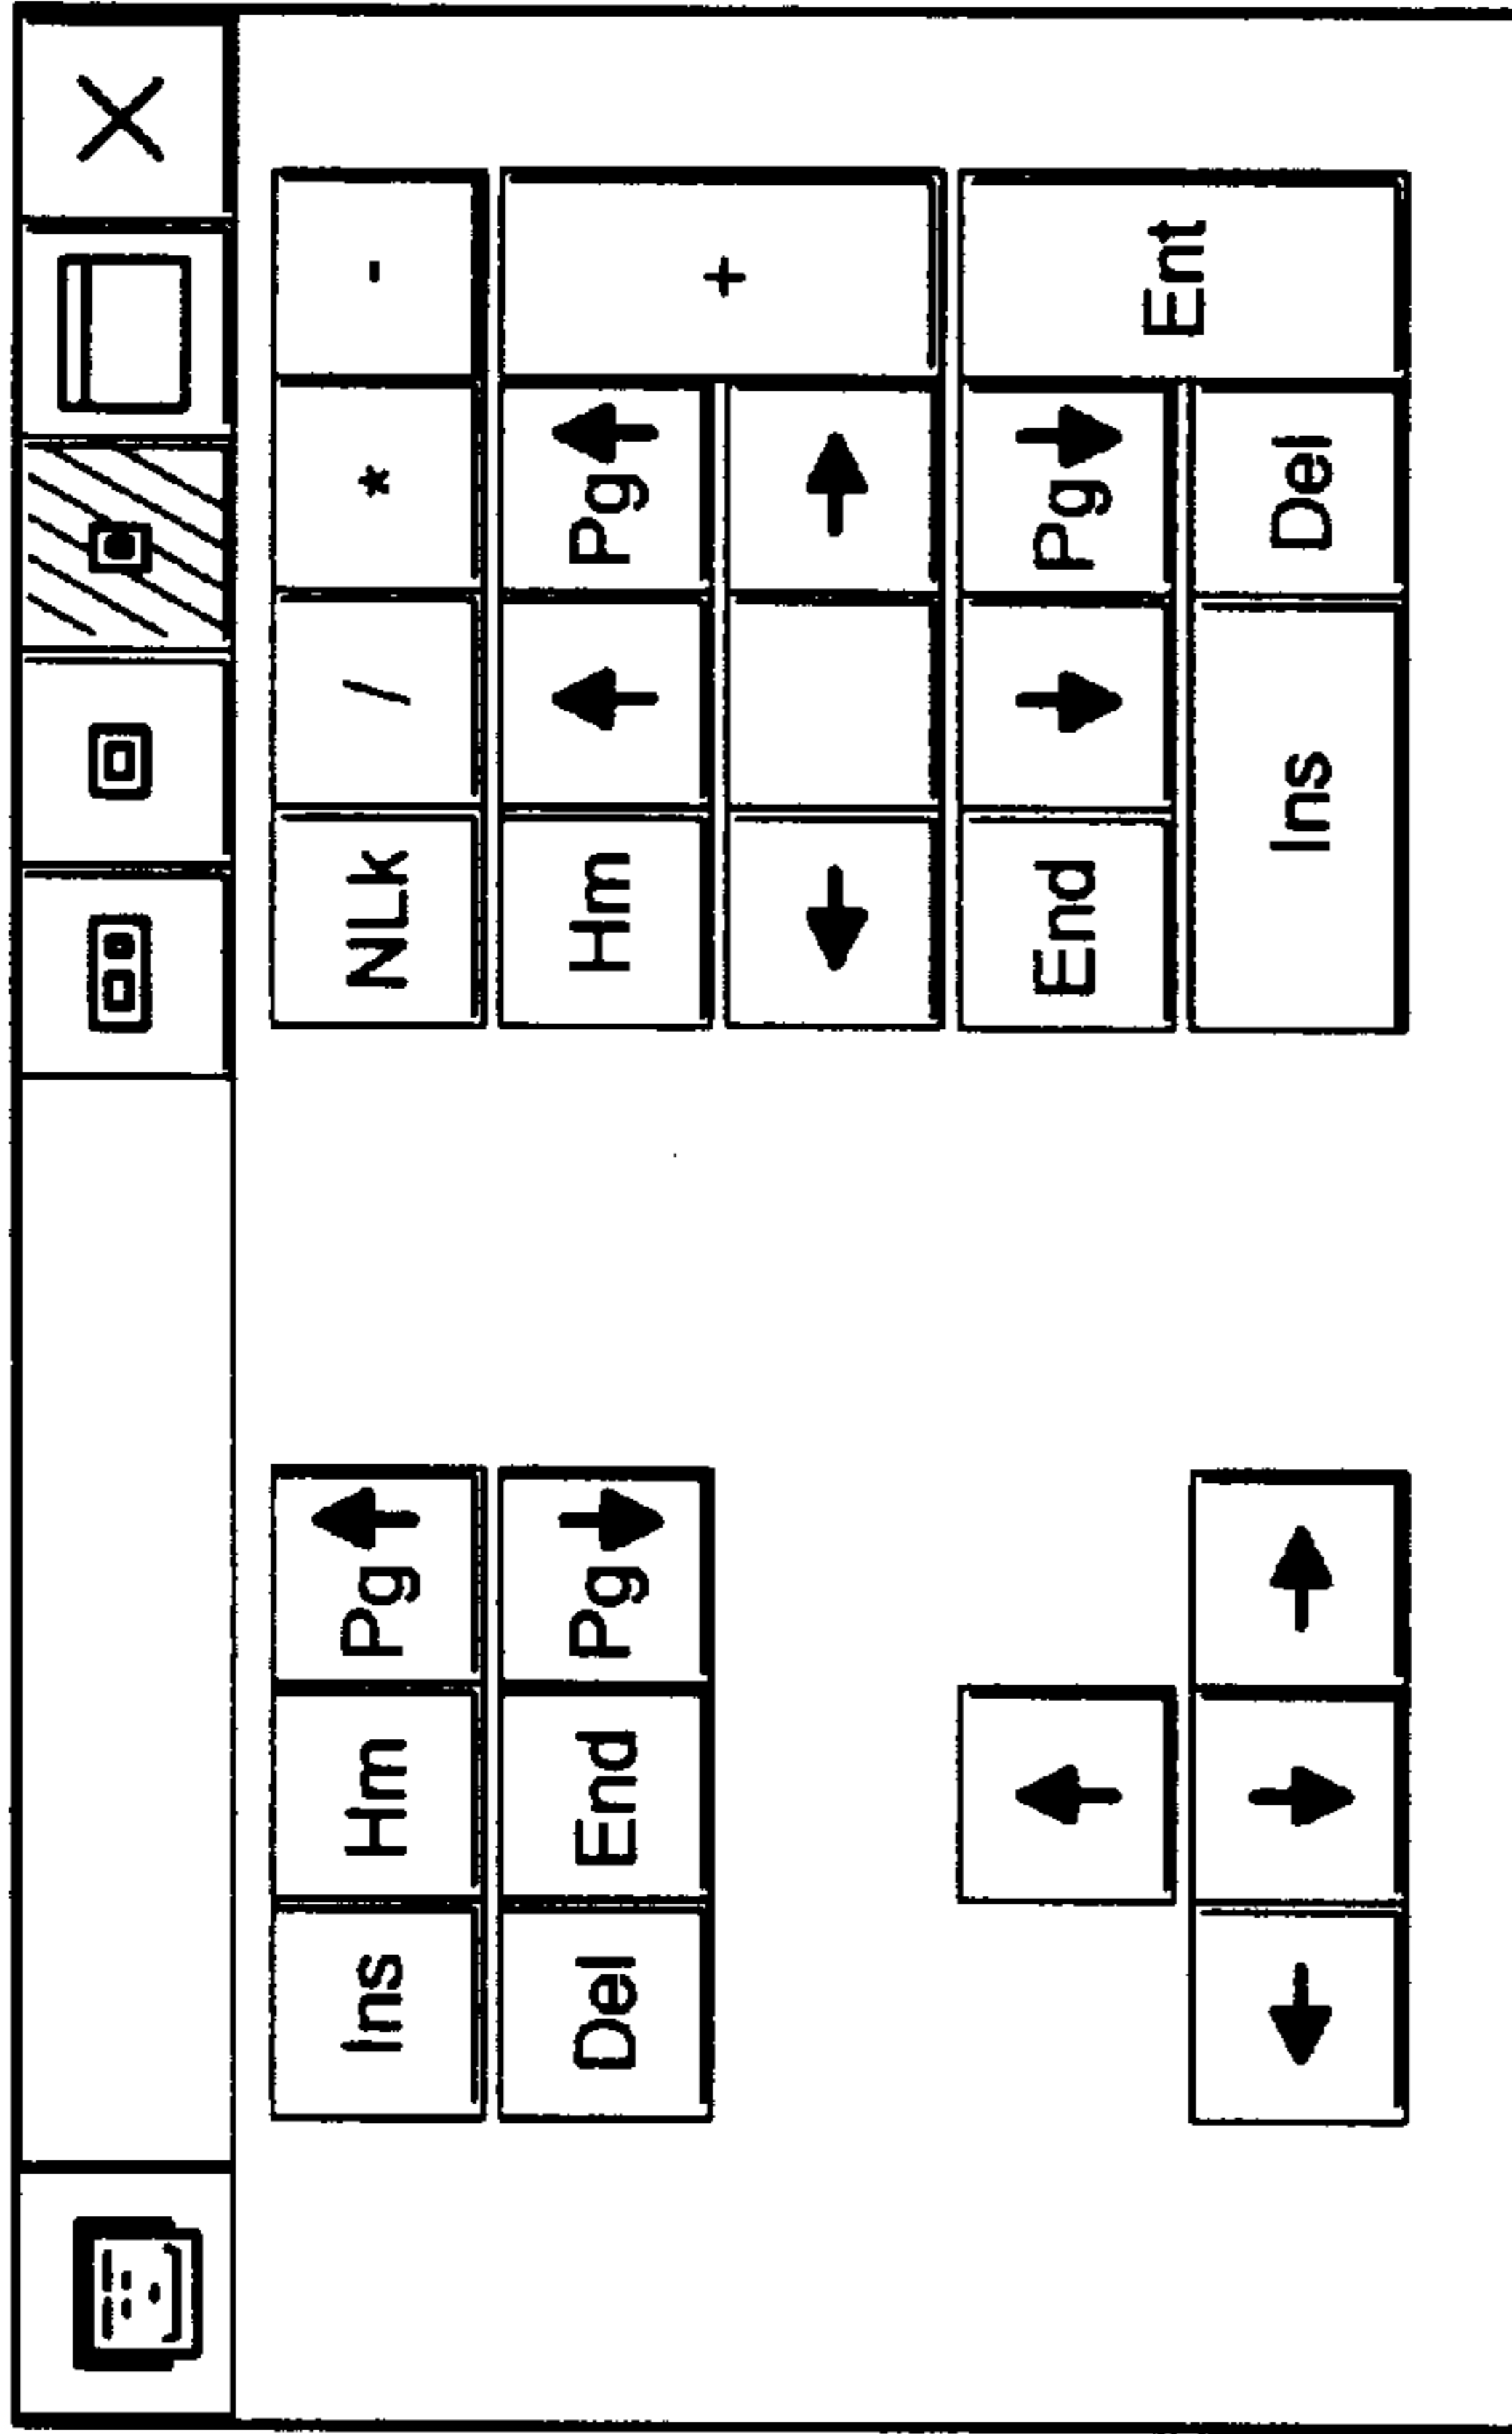 Ins Hm Pg↑ NLk / * -
Del End Pg↓ Hm ↑ Pg↑ +
← →
↑ End ↓ Pg↓ Ent
← ↓ → Ins Del